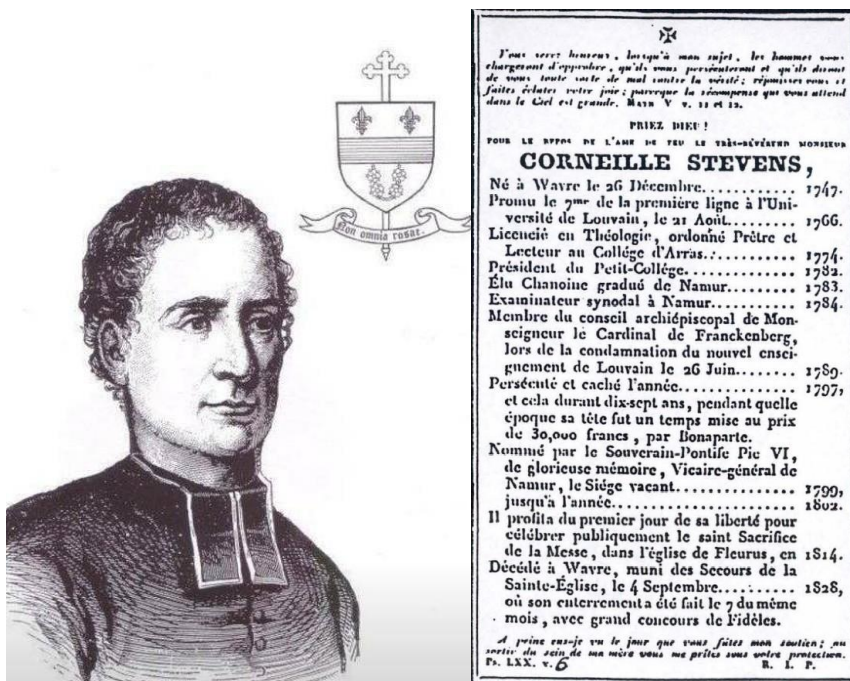 Non omnia rosae.
Vous serez heureux, lorsqu'à mon sujet, les hommes vous
chargeront d'opprobre, qu'ils vous persécuteront et qu'ils diront
de vous toute sorte de mal contre la vérité; réjouissez vous et
faites éclater votre joie; parceque la récompense qui vous attend
dans le Ciel est grande. MATH V v. 11 et 12.
PRIEZ DIEU!
POUR LE REPOS DE L'AME DE FEU LE TRÈS-RÉVÉREND MONSIEUR
CORNEILLE STEVENS,
Né à Wavre le 26 Décembre........... 1747.
Promu le 7me de la première ligne à l'Uni-
versité de Louvain, le 21 Août........ 1766.
Licencié en Théologie, ordonné Prêtre et
Lecteur au Collége d'Arras........... 1774.
Président du Petit-Collége............ 1782.
Élu Chanoine gradué de Namur....... 1783.
Examinateur synodal à Namur......... 1784.
Membre du conseil archiépiscopal de Mon-
seigneur le Cardinal de Franckenberg,
lors de la condamnation du nouvel ensei-
gnement de Louvain le 26 Juin....... 1789.
Persécuté et caché l'année............. 1797,
et cela durant dix-sept ans, pendant quelle
époque sa tête fut un temps mise au prix
de 30,000 francs, par Bonaparte.
Nommé par le Souverain-Pontife Pie VI,
de glorieuse mémoire, Vicaire-général de
Namur, le Siége vacant.............. 1799,
jusqu'à l'année..................... 1802.
Il profita du premier jour de sa liberté pour
célébrer publiquement le saint Sacrifice
de la Messe, dans l'église de Fleurus, en 1814.
Décédé à Wavre, muni des Secours de la
Sainte-Église, le 4 Septembre......... 1828,
où son enterrement a été fait le 7 du même
mois, avec grand concours de Fidèles.
A peine eus-je vu le jour que vous fûtes mon soutien; au
sortir du sein de ma mère vous me prîtes sous votre protection.
Ps. LXX. v. 6 R. I. P.